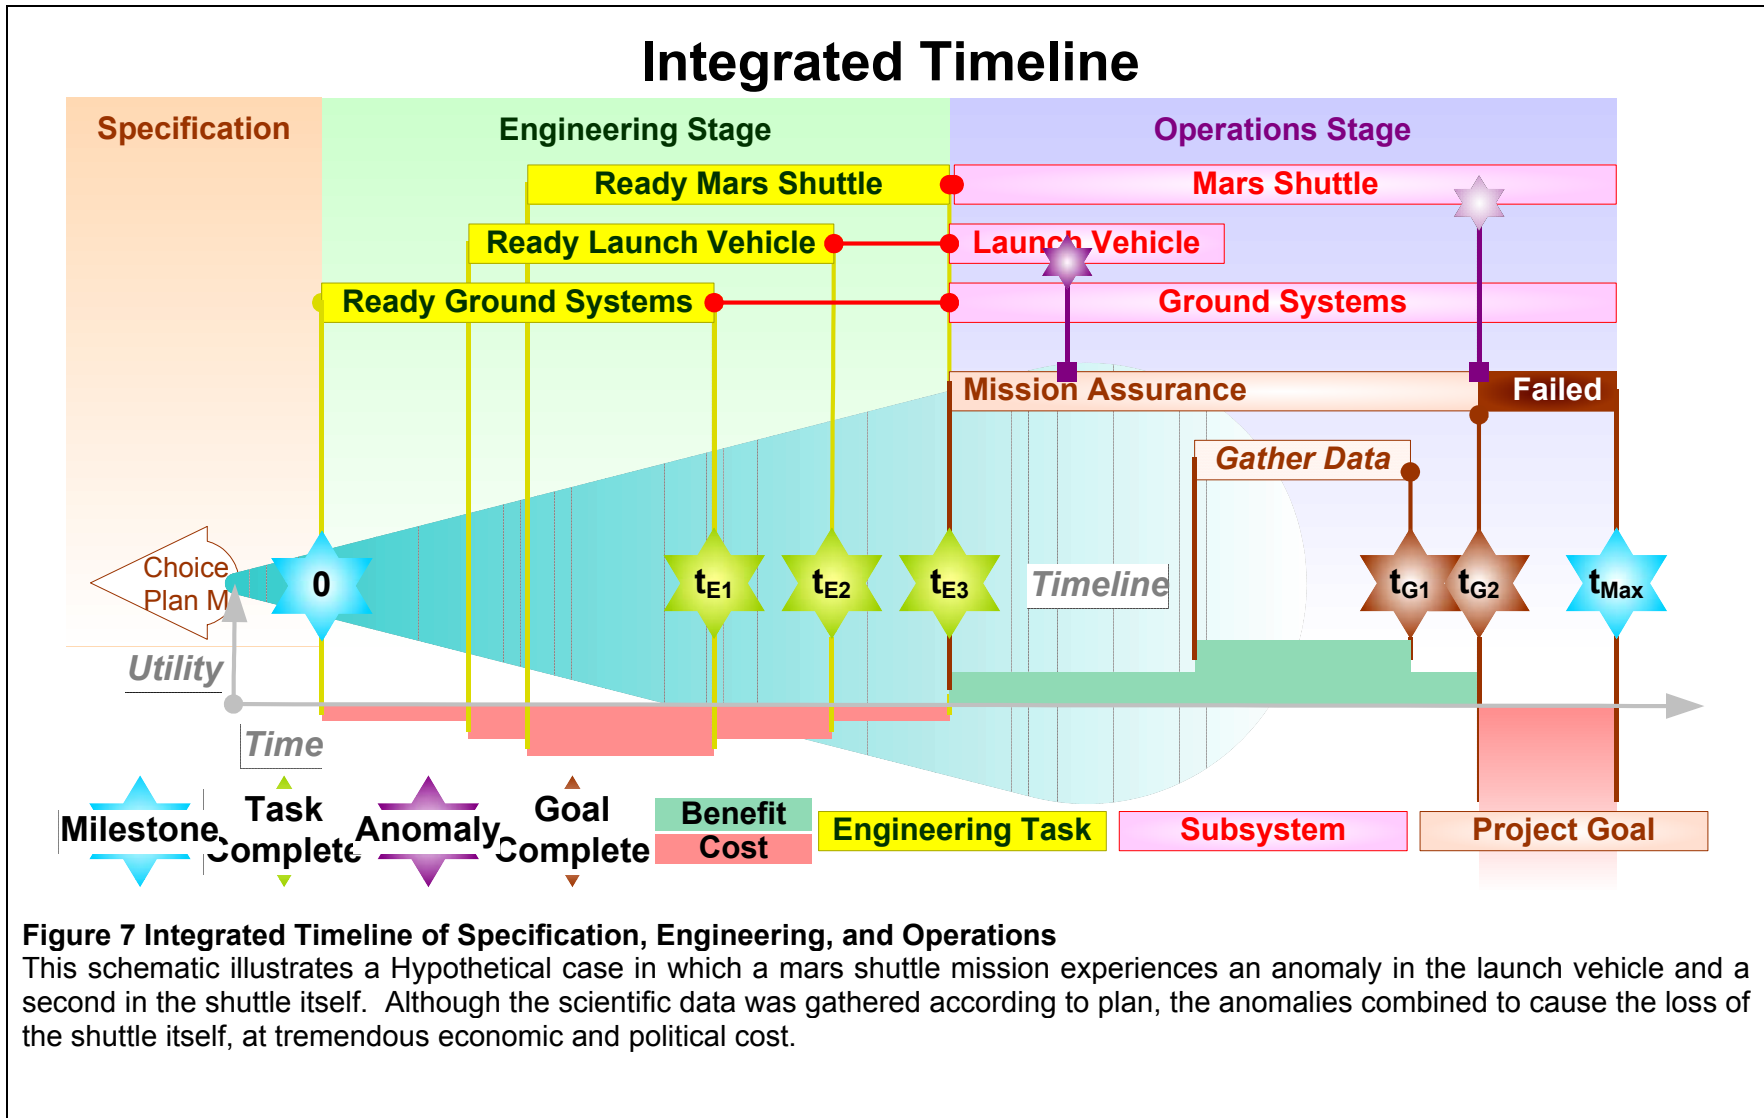 Integrated Timeline
Specification
Engineering Stage
Operations Stage
Ready Mars Shuttle
Mars Shuttle
Ready Launch Vehicle
Launch Vehicle
Ready Ground Systems
Ground Systems
Mission Assurance
Failed
Gather Data
Choice
Plan M
0
tE1
tE2
tE3
Timeline
tG1
tG2
tMax
Utility
Time
Milestone
Task
Complete
Anomaly
Goal
Complete
Benefit
Cost
Engineering Task
Subsystem
Project Goal
Figure 7 Integrated Timeline of Specification, Engineering, and Operations
This schematic illustrates a Hypothetical case in which a mars shuttle mission experiences an anomaly in the launch vehicle and a
second in the shuttle itself. Although the scientific data was gathered according to plan, the anomalies combined to cause the loss of
the shuttle itself, at tremendous economic and political cost.